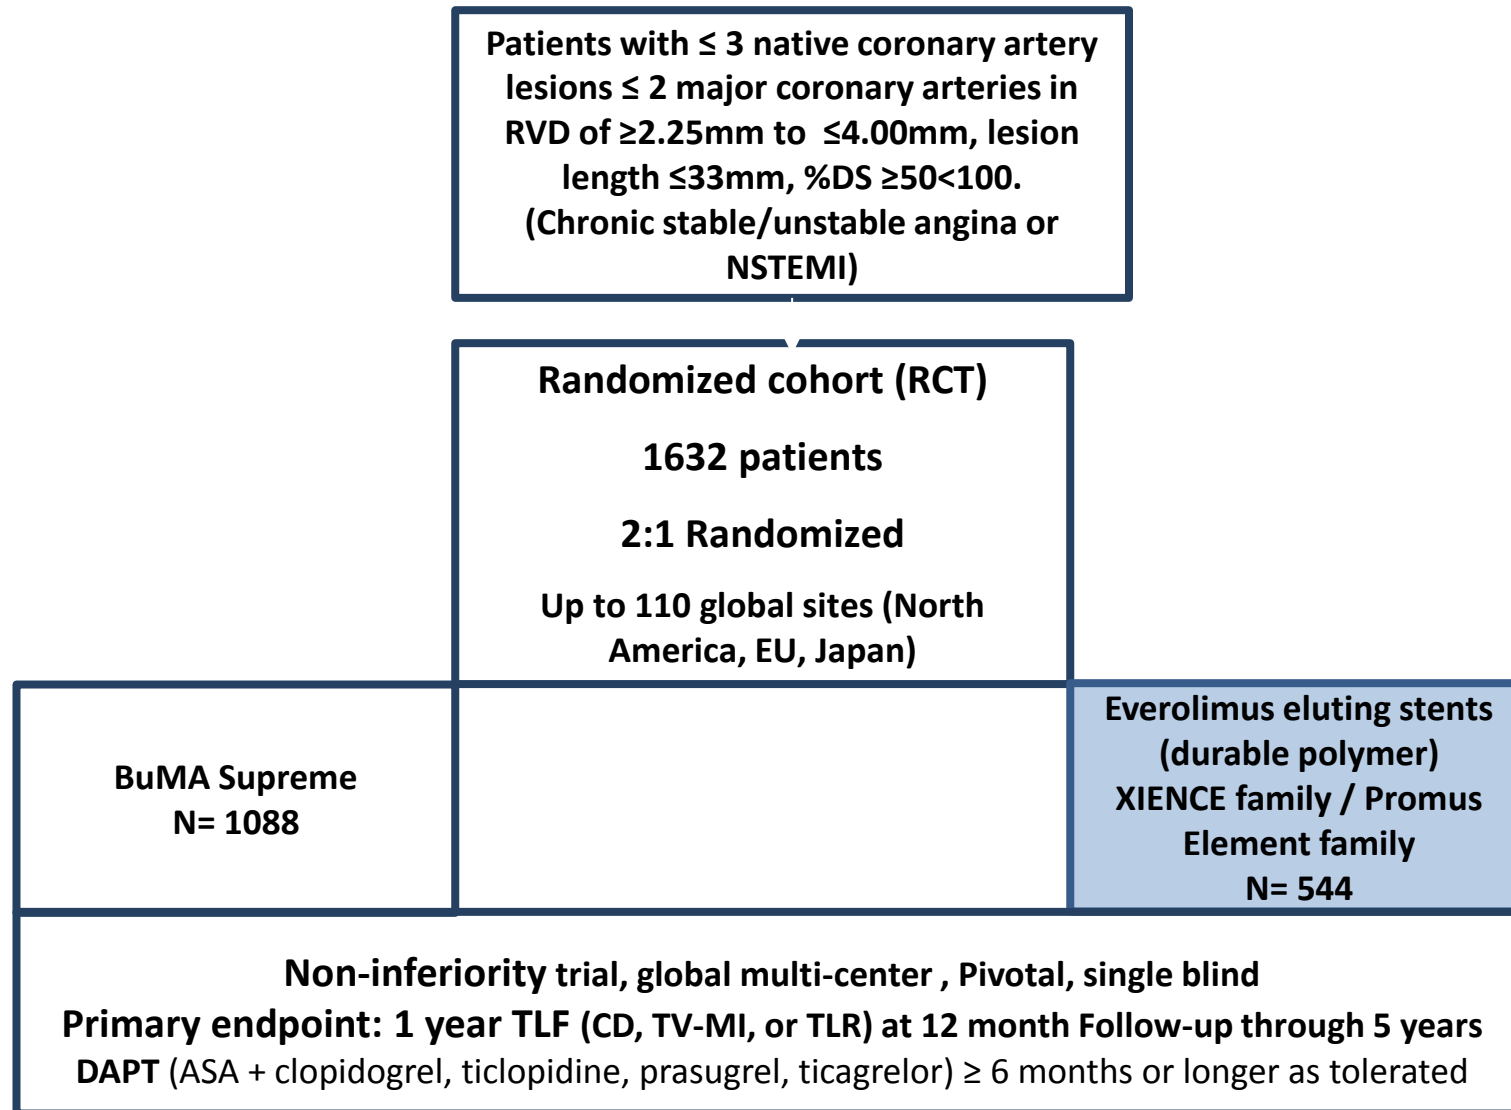 Patients with ≤ 3 native coronary artery
lesions ≤ 2 major coronary arteries in
RVD of ≥2.25mm to ≤4.00mm, lesion
length ≤33mm, %DS ≥50<100.
(Chronic stable/unstable angina or
NSTEMI)
Randomized cohort (RCT)
1632 patients
2:1 Randomized
Up to 110 global sites (North
America, EU, Japan)
BuMA Supreme
N= 1088
Everolimus eluting stents
(durable polymer)
XIENCE family / Promus
Element family
N= 544
Non-inferiority trial, global multi-center , Pivotal, single blind
Primary endpoint: 1 year TLF (CD, TV-MI, or TLR) at 12 month Follow-up through 5 years
DAPT (ASA + clopidogrel, ticlopidine, prasugrel, ticagrelor) ≥ 6 months or longer as tolerated